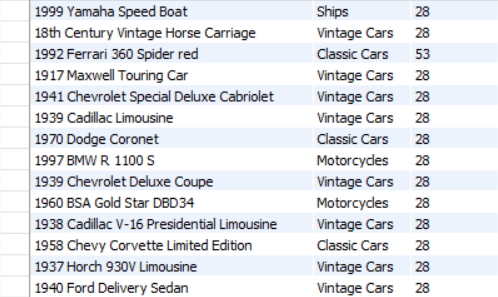 1999 Yamaha Speed Boat Ships 28
18th Century Vintage Horse Carriage Vintage Cars 28
1992 Ferrari 360 Spider red Classic Cars 53
1917 Maxwell Touring Car Vintage Cars 28
1941 Chevrolet Special Deluxe Cabriolet Vintage Cars 28
1939 Cadillac Limousine Vintage Cars 28
1970 Dodge Coronet Classic Cars 28
1997 BMW R 1100 S Motorcycles 28
1939 Chevrolet Deluxe Coupe Vintage Cars 28
1960 BSA Gold Star DBD34 Motorcycles 28
1938 Cadillac V-16 Presidential Limousine Vintage Cars 28
1958 Chevy Corvette Limited Edition Classic Cars 28
1937 Horch 930V Limousine Vintage Cars 28
1940 Ford Delivery Sedan Vintage Cars 28